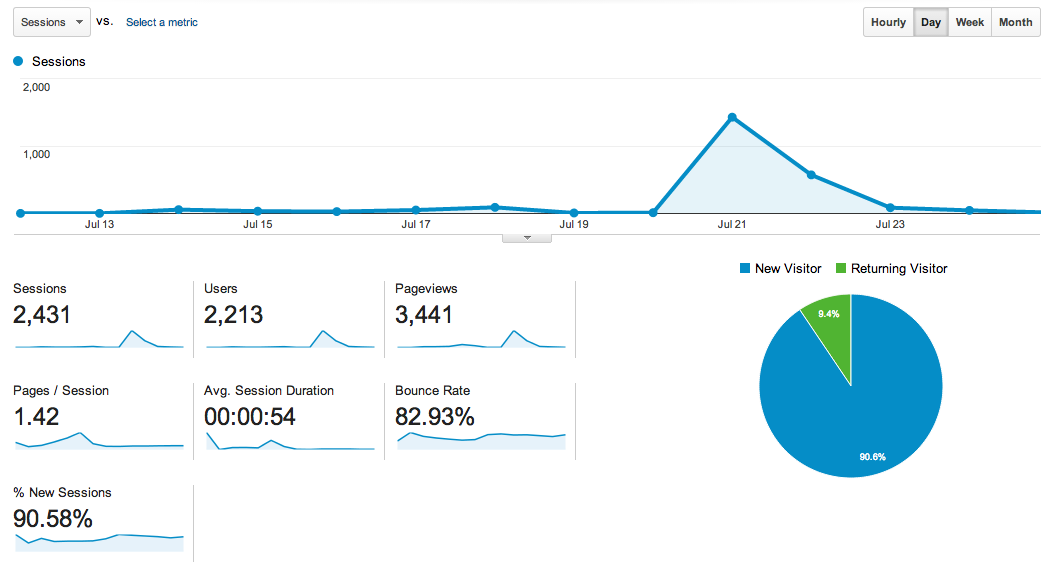 Sessions vs. Select a metric Hourly Day Week Month
Sessions
2,000
1,000
Jul 13 Jul 15 Jul 17 Jul 19 Jul 21 Jul 23
New Visitor Returning Visitor
Sessions Users Pageviews
2,431 2,213 3,441
9.4%
Pages / Session Avg. Session Duration Bounce Rate
1.42 00:00:54 82.93%
90.6%
% New Sessions
90.58%